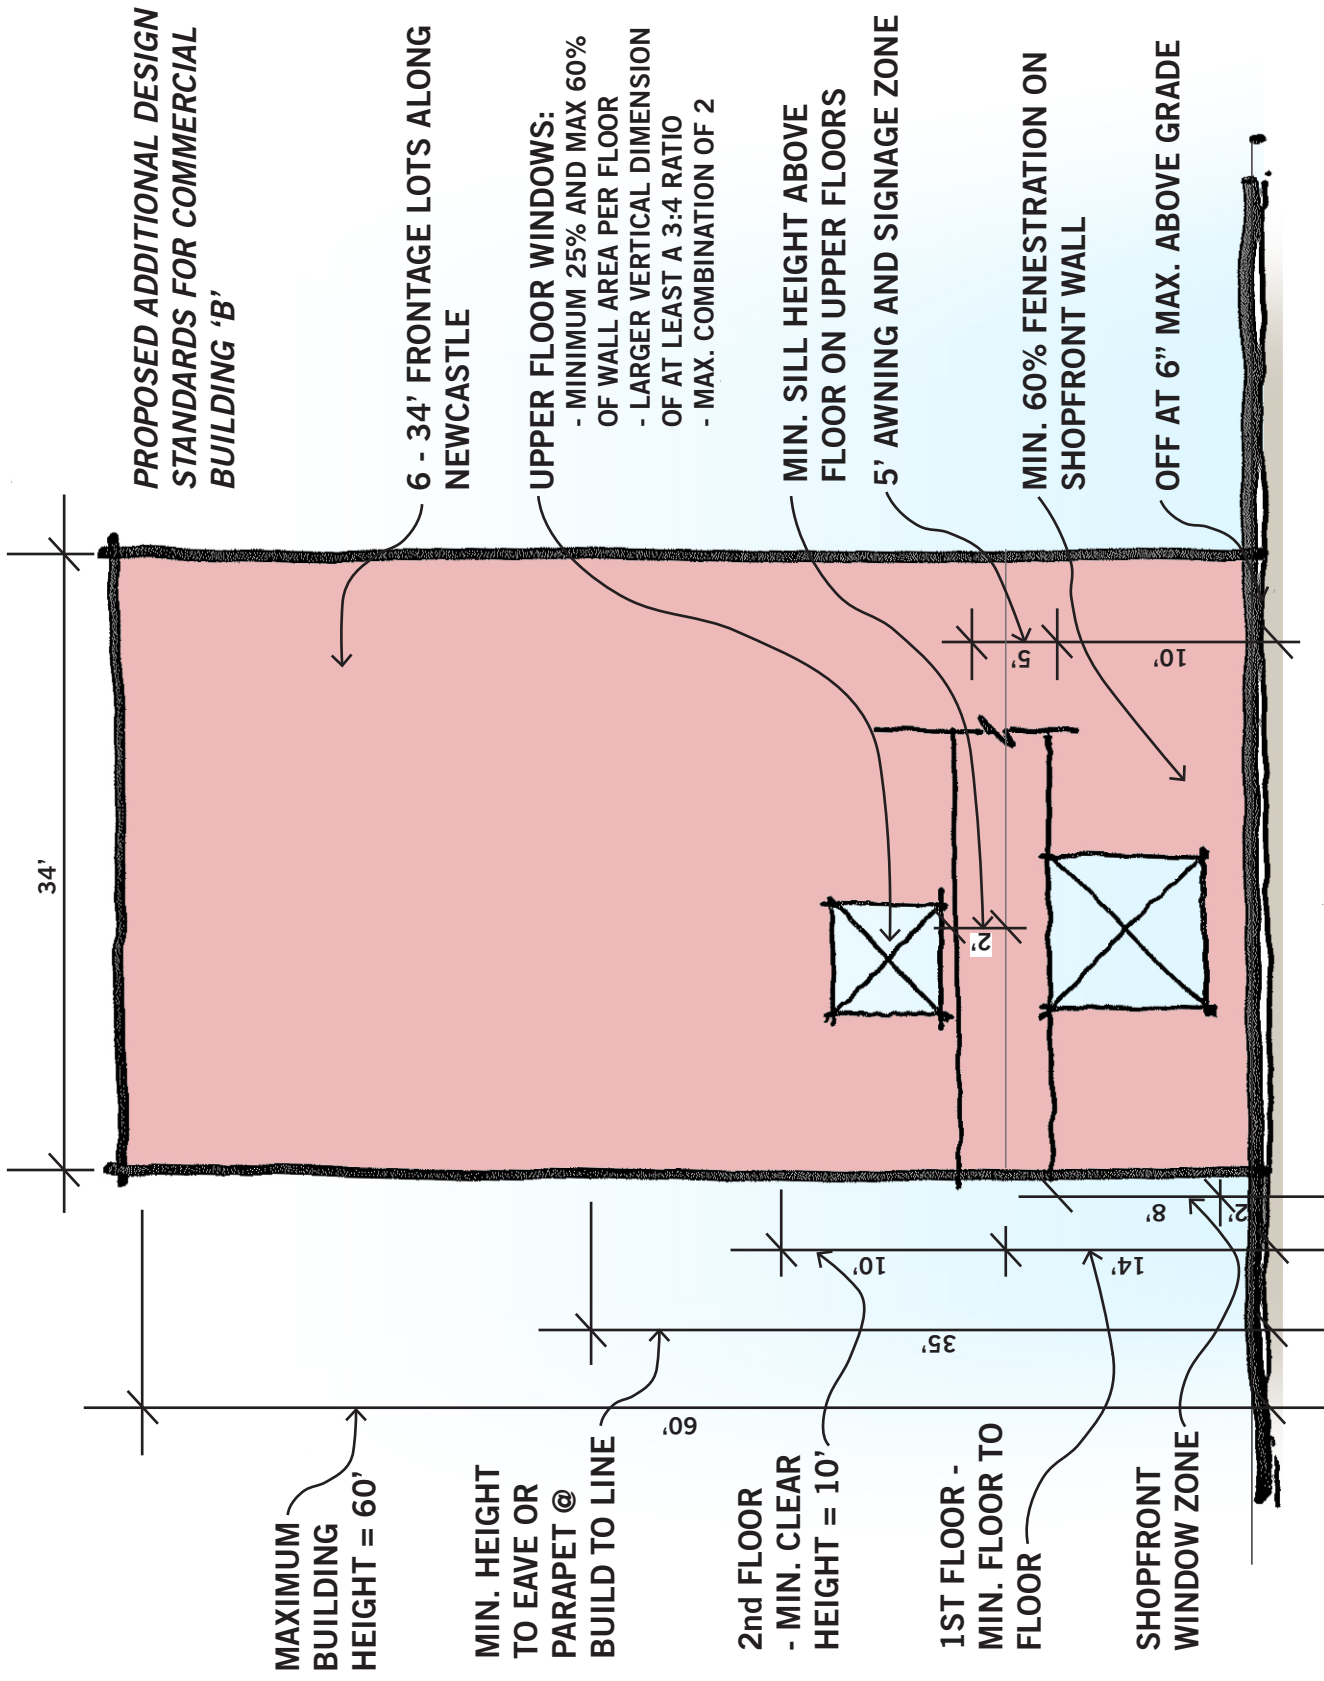 PROPOSED ADDITIONAL DESIGN
STANDARDS FOR COMMERCIAL
BUILDING ‘B’
34’
6 - 34’ FRONTAGE LOTS ALONG
NEWCASTLE
UPPER FLOOR WINDOWS:
- MINIMUM 25% AND MAX 60%
OF WALL AREA PER FLOOR
- LARGER VERTICAL DIMENSION
OF AT LEAST A 3:4 RATIO
- MAX. COMBINATION OF 2
MIN. SILL HEIGHT ABOVE
FLOOR ON UPPER FLOORS
5’ AWNING AND SIGNAGE ZONE
MIN. 60% FENESTRATION ON
SHOPFRONT WALL
OFF AT 6” MAX. ABOVE GRADE
5’
10’
2’
MAXIMUM
BUILDING
HEIGHT = 60’
60’
MIN. HEIGHT
TO EAVE OR
PARAPET @
BUILD TO LINE
35’
2nd FLOOR
- MIN. CLEAR
HEIGHT = 10’
10’
1ST FLOOR -
MIN. FLOOR TO
FLOOR
14’
SHOPFRONT
WINDOW ZONE
8’
2’